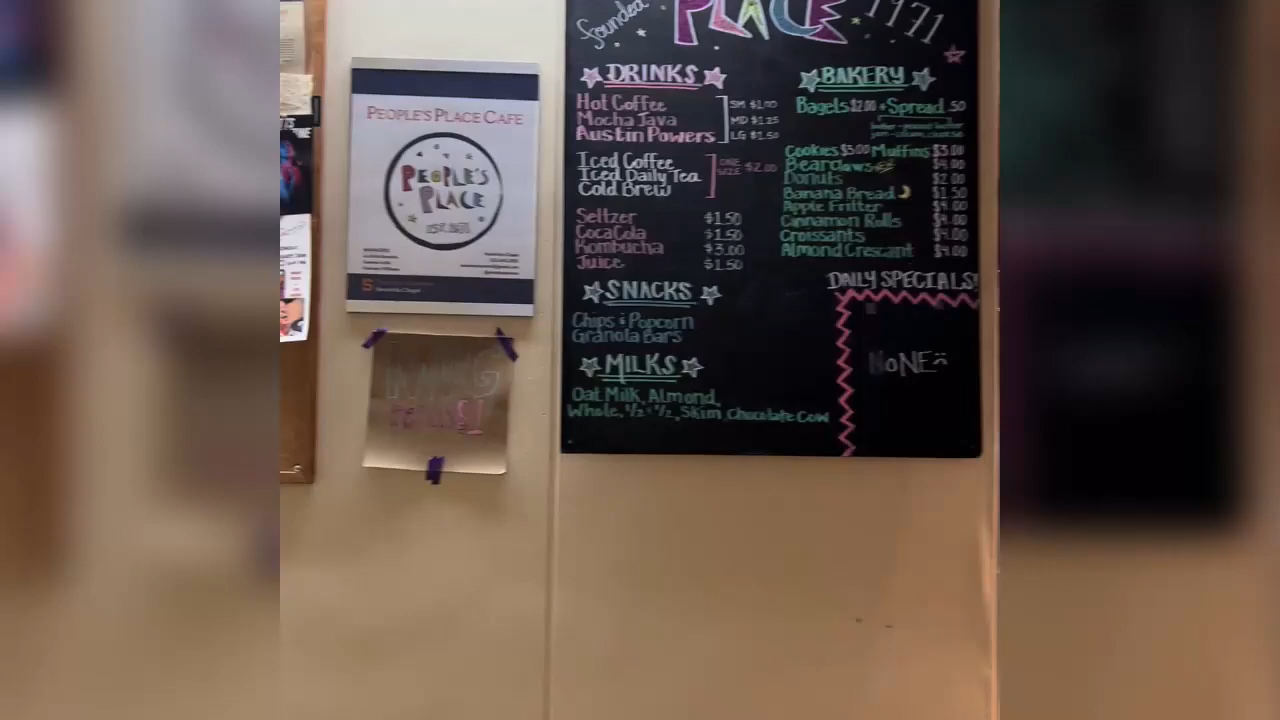 PEOPLE'S PLACE CAFE
PEOPLE'S
PLACE
EST. 1971
founded
PLACE
1971
DRINKS
Hot Coffee
Mocha Java
Austin Powers
SM $1.00
MD $1.25
LG $1.50
Iced Coffee
Iced Daily Tea
Cold Brew
ONE
SIZE $2.00
Seltzer $1.50
CocaCola $1.50
Kombucha $3.00
Juice $1.50
SNACKS
Chips & Popcorn
Granola Bars
MILKS
Oat Milk, Almond,
Whole, 1/2 + 1/2, Skim, Chocolate Cow
BAKERY
Bagels $2.00 + Spread .50
Cookies $3.00 Muffins $3.00
Bearclaws $4.00
Donuts $2.00
Banana Bread $1.50
Apple Fritter $4.00
Cinnamon Rolls $4.00
Croissants $4.00
Almond Crescant $4.00
DAILY SPECIALS!
NONE